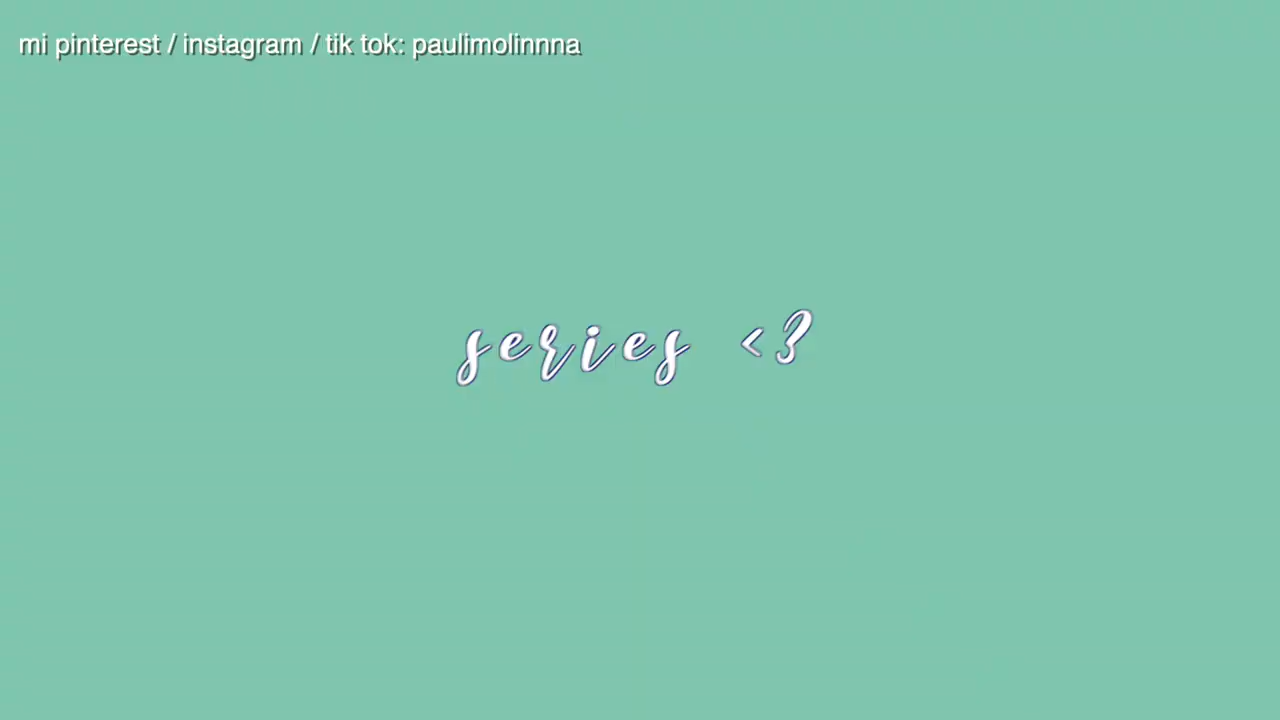 mi pinterest / instagram / tik tok: paulimolinnna
series <3